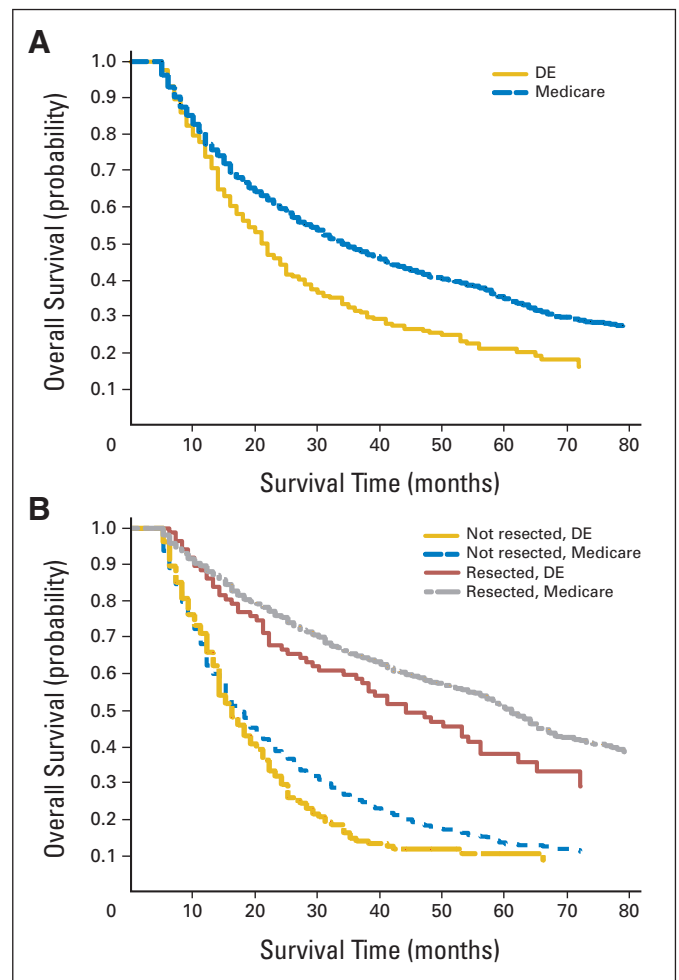 A
DE
Medicare
Overall Survival (probability)
1.0
0.9
0.8
0.7
0.6
0.5
0.4
0.3
0.2
0.1
0 10 20 30 40 50 60 70 80
Survival Time (months)
B
Not resected, DE
Not resected, Medicare
Resected, DE
Resected, Medicare
Overall Survival (probability)
1.0
0.9
0.8
0.7
0.6
0.5
0.4
0.3
0.2
0.1
0 10 20 30 40 50 60 70 80
Survival Time (months)